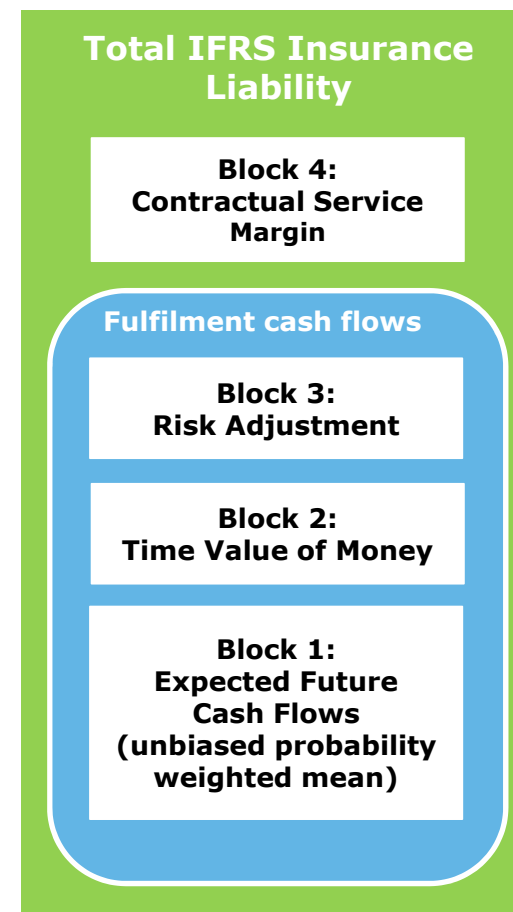 Total IFRS Insurance
Liability
Block 4:
Contractual Service
Margin
Fulfilment cash flows
Block 3:
Risk Adjustment
Block 2:
Time Value of Money
Block 1:
Expected Future
Cash Flows
(unbiased probability
weighted mean)